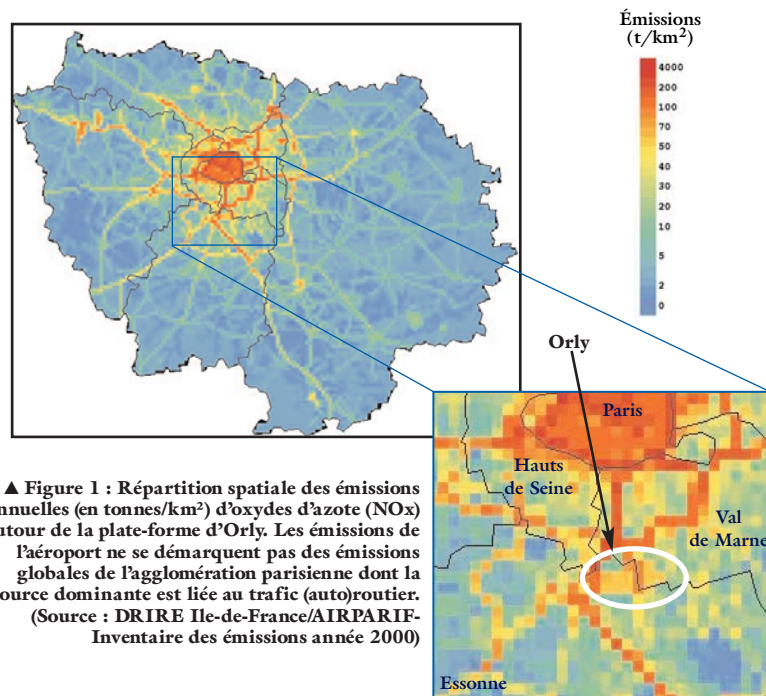 Émissions
(t/km²)
4000
200
100
70
50
40
30
20
10
5
2
0
Orly
Paris
Hauts
de Seine
Val
de Marne
Essonne
▲ Figure 1 : Répartition spatiale des émissions
nnuelles (en tonnes/km²) d'oxydes d'azote (NOx)
utour de la plate-forme d'Orly. Les émissions de
l'aéroport ne se démarquent pas des émissions
globales de l'agglomération parisienne dont la
ource dominante est liée au trafic (auto)routier.
(Source : DRIRE Ile-de-France/AIRPARIF-
Inventaire des émissions année 2000)